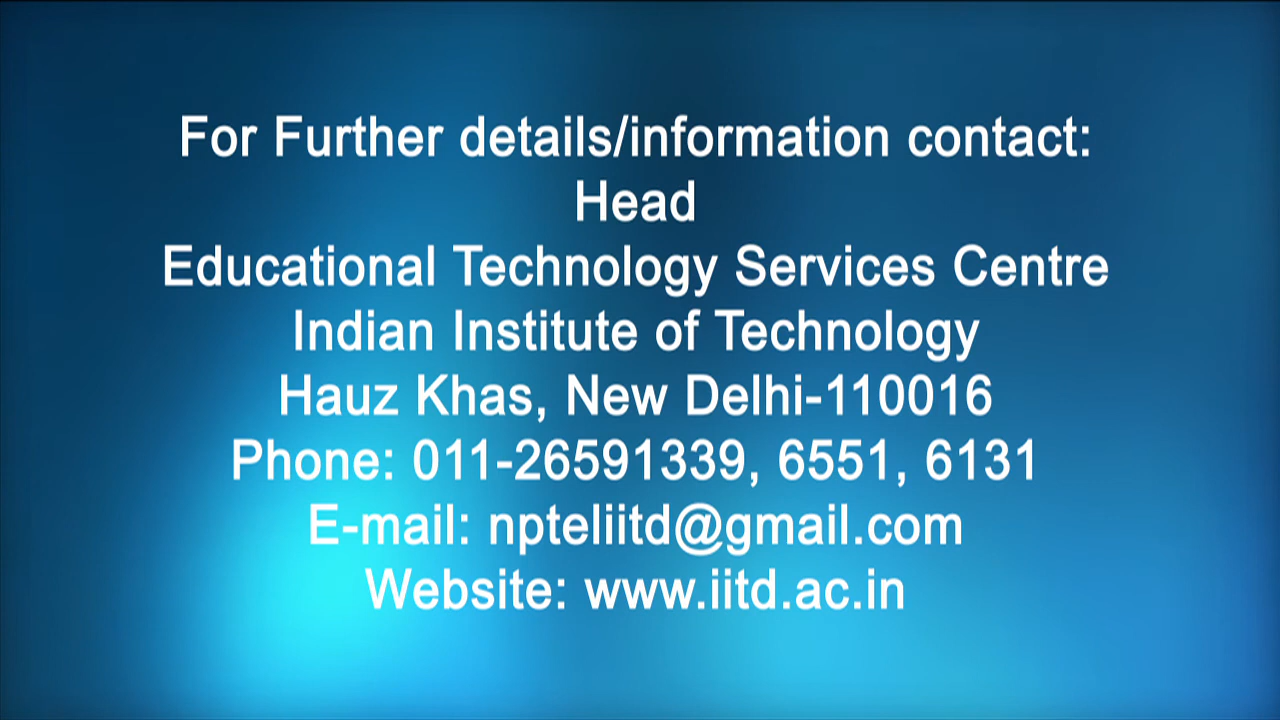 For Further details/information contact:
Head
Educational Technology Services Centre
Indian Institute of Technology
Hauz Khas, New Delhi-110016
Phone: 011-26591339, 6551, 6131
E-mail: npteliitd@gmail.com
Website: www.iitd.ac.in